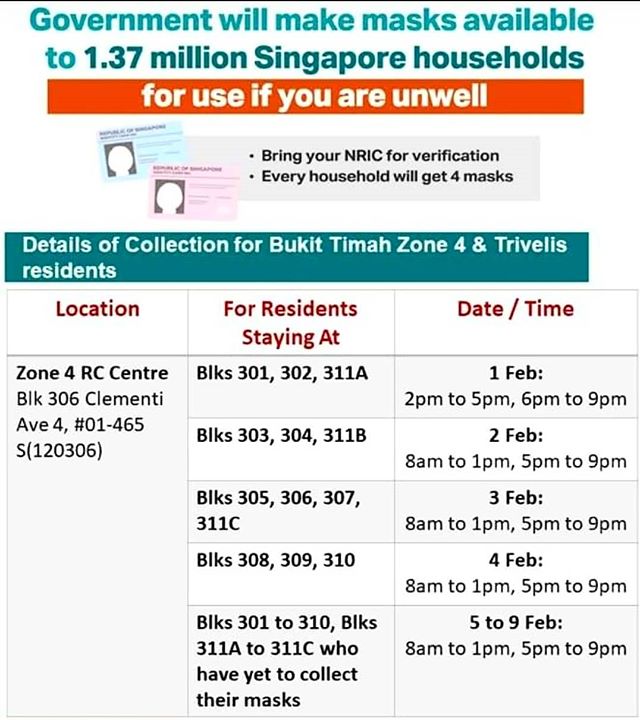 Government will make masks available
to 1.37 million Singapore households
for use if you are unwell
REPUBLIC OF SINGAPORE
REPUBLIC OF SINGAPORE
• Bring your NRIC for verification
• Every household will get 4 masks
Details of Collection for Bukit Timah Zone 4 & Trivelis
residents
Location
For Residents
Staying At
Date / Time
Zone 4 RC Centre
Blk 306 Clementi
Ave 4, #01-465
S(120306)
Blks 301, 302, 311A
1 Feb:
2pm to 5pm, 6pm to 9pm
Blks 303, 304, 311B
2 Feb:
8am to 1pm, 5pm to 9pm
Blks 305, 306, 307,
311C
3 Feb:
8am to 1pm, 5pm to 9pm
Blks 308, 309, 310
4 Feb:
8am to 1pm, 5pm to 9pm
Blks 301 to 310, Blks
311A to 311C who
have yet to collect
their masks
5 to 9 Feb:
8am to 1pm, 5pm to 9pm